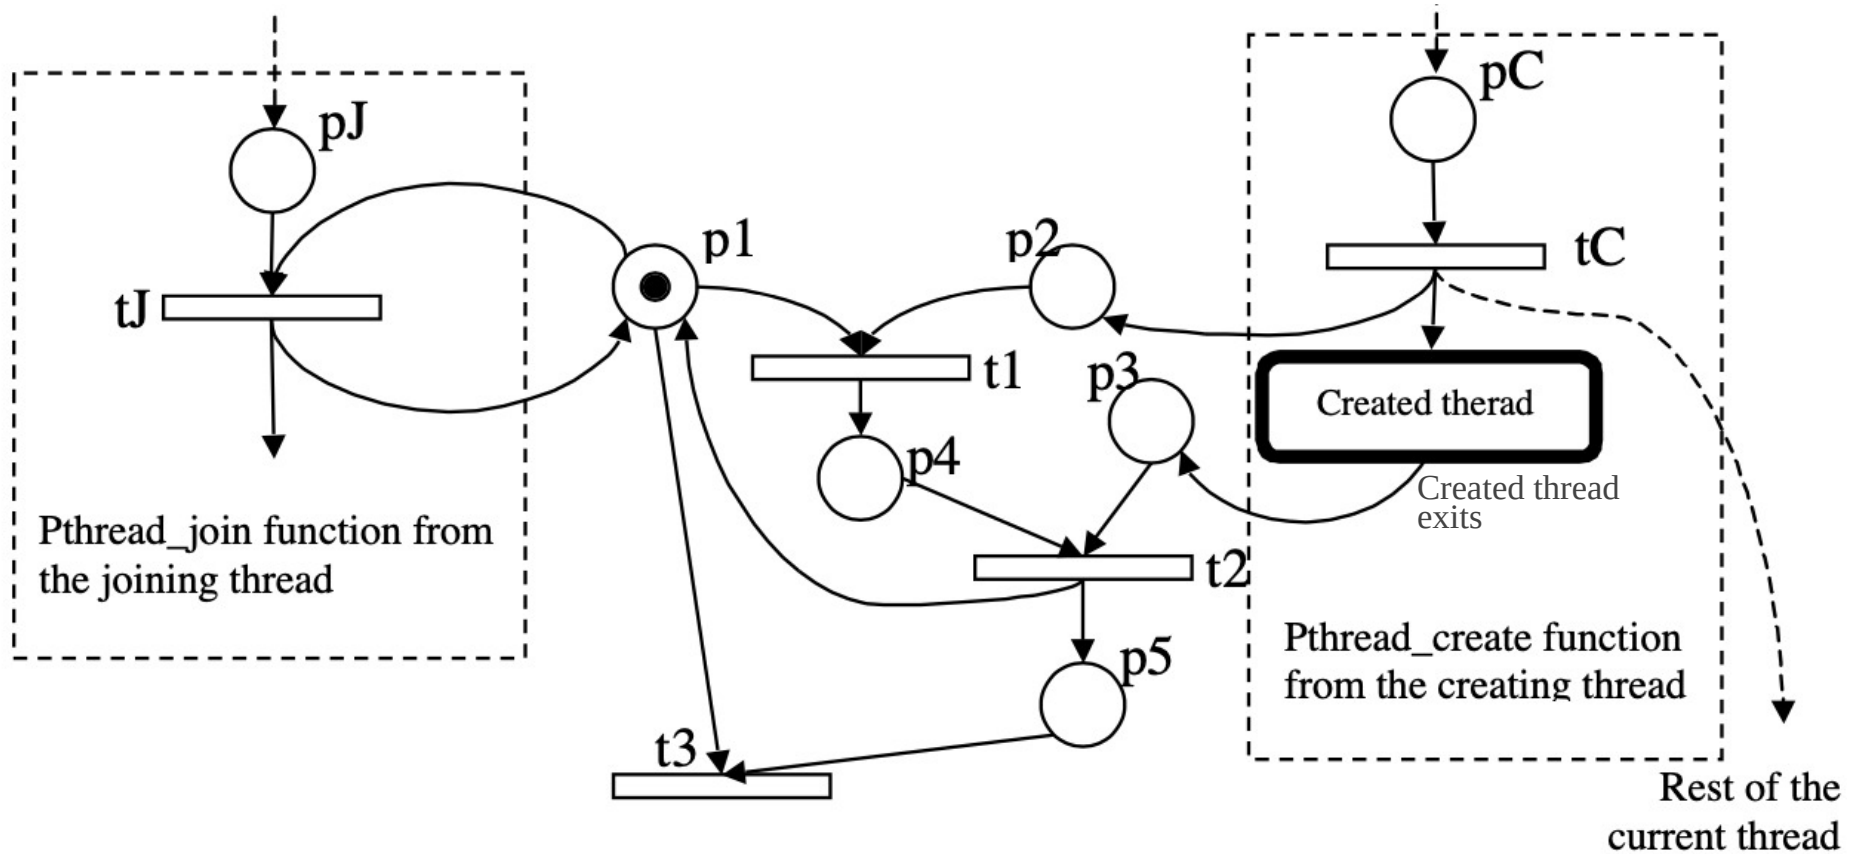 pJ
tJ
Pthread_join function from
the joining thread
p1
p2
t1
p3
p4
t2
p5
t3
pC
tC
Created therad
Created thread
exits
Pthread_create function
from the creating thread
Rest of the
current thread